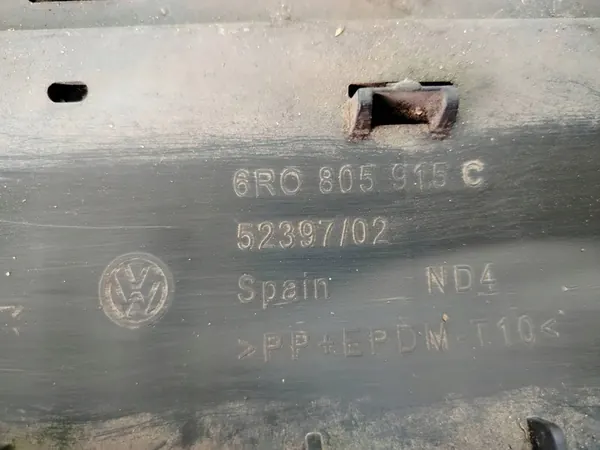 6R0 805 915 C
52397/02
Spain ND4
>PP+EPDM-T10<